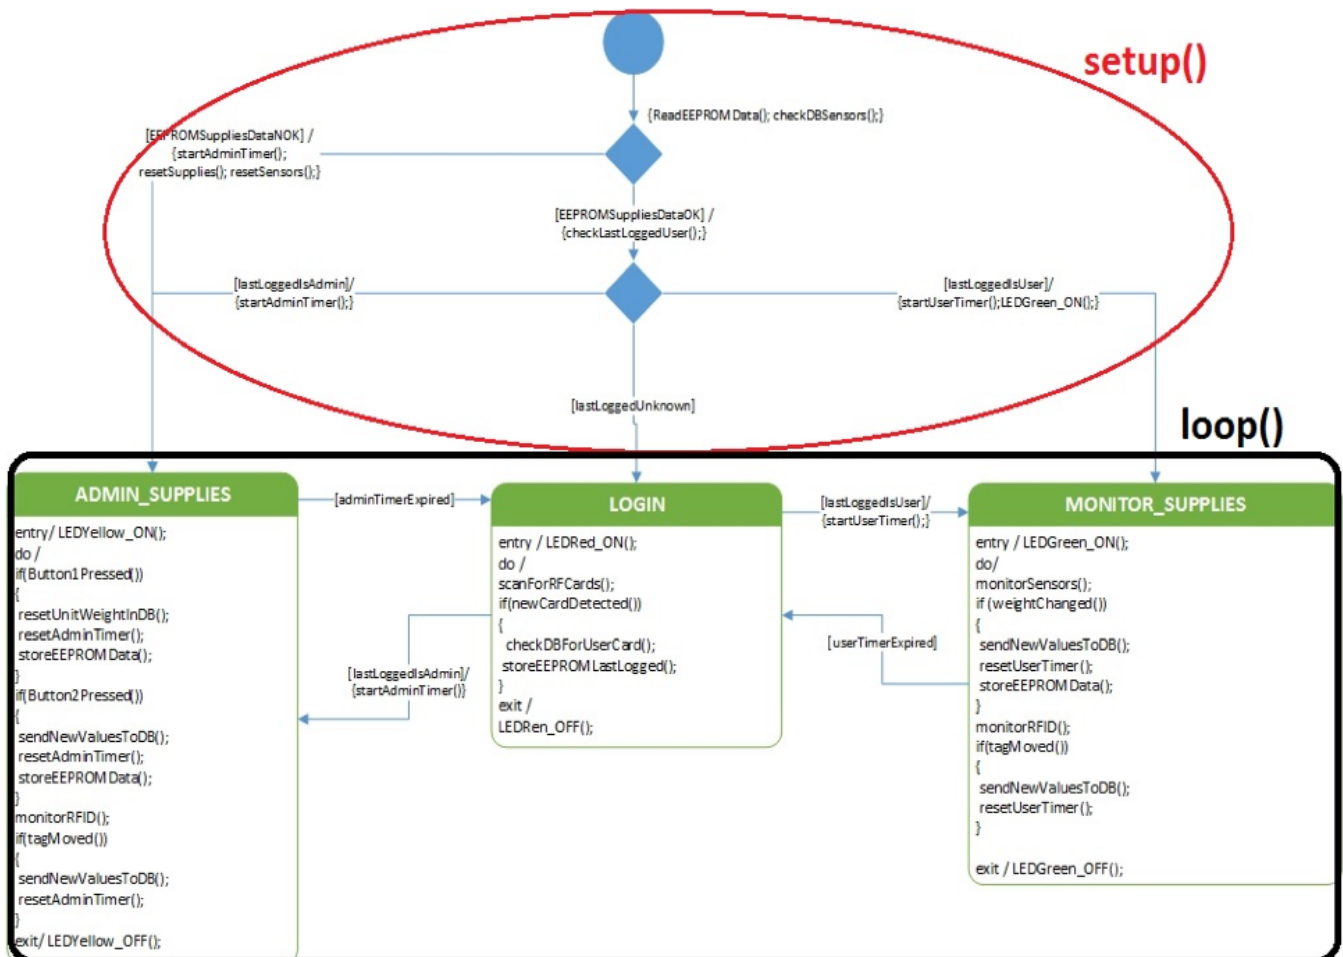 setup()
{ReadEEPROMData(); checkDBSensors();}
[EEPROMSuppliesDataNOK] /
{startAdminTimer();
resetSupplies(); resetSensors();}
[EEPROMSuppliesDataOK] /
{checkLastLoggedUser();}
[lastLoggedIsAdmin]/
{startAdminTimer();}
[lastLoggedIsUser]/
{startUserTimer();LEDGreen_ON();}
[lastLoggedUnknown]
loop()
ADMIN_SUPPLIES
entry/ LEDYellow_ON();
do /
if(Button1Pressed())
{
resetUnitWeightInDB();
resetAdminTimer();
storeEEPROMData();
}
if(Button2Pressed())
{
sendNewValuesToDB();
resetAdminTimer();
storeEEPROMData();
}
monitorRFID();
if(tagMoved())
{
sendNewValuesToDB();
resetAdminTimer();
}
exit/ LEDYellow_OFF();
[adminTimerExpired]
[lastLoggedIsAdmin]/
{startAdminTimer()}
LOGIN
entry / LEDRed_ON();
do /
scanForRFCards();
if(newCardDetected())
{
checkDBForUserCard();
storeEEPROMLastLogged();
}
exit /
LEDRen_OFF();
[lastLoggedIsUser]/
{startUserTimer();}
[userTimerExpired]
MONITOR_SUPPLIES
entry / LEDGreen_ON();
do/
monitorSensors();
if (weightChanged())
{
sendNewValuesToDB();
resetUserTimer();
storeEEPROMData();
}
monitorRFID();
if(tagMoved())
{
sendNewValuesToDB();
resetUserTimer();
}
exit / LEDGreen_OFF();